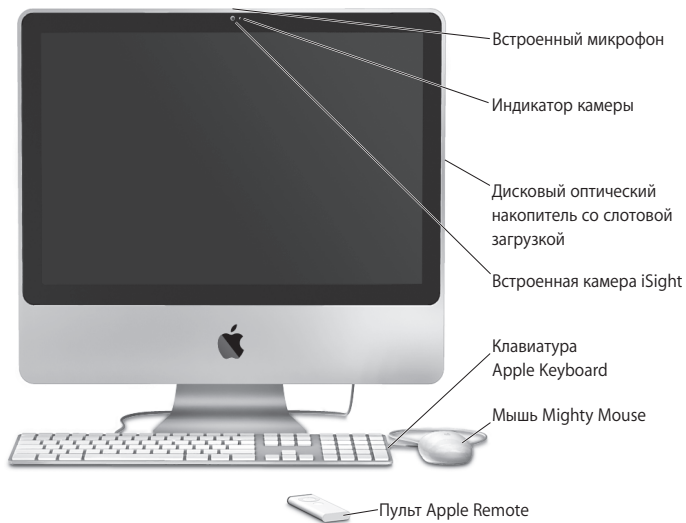 Встроенный микрофон
Индикатор камеры
Дисковый оптический
накопитель со слотовой
загрузкой
Встроенная камера iSight
Клавиатура
Apple Keyboard
Мышь Mighty Mouse
Пульт Apple Remote